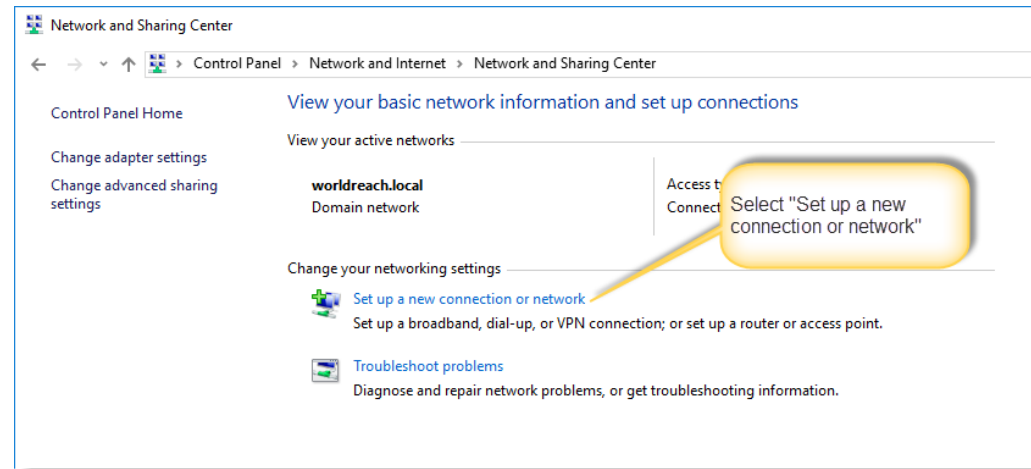 Network and Sharing Center
Control Panel > Network and Internet > Network and Sharing Center
Control Panel Home
Change adapter settings
Change advanced sharing
settings
View your basic network information and set up connections
View your active networks
worldreach.local
Domain network
Access
Connect
Select "Set up a new
connection or network"
Change your networking settings
Set up a new connection or network
Set up a broadband, dial-up, or VPN connection; or set up a router or access point.
Troubleshoot problems
Diagnose and repair network problems, or get troubleshooting information.